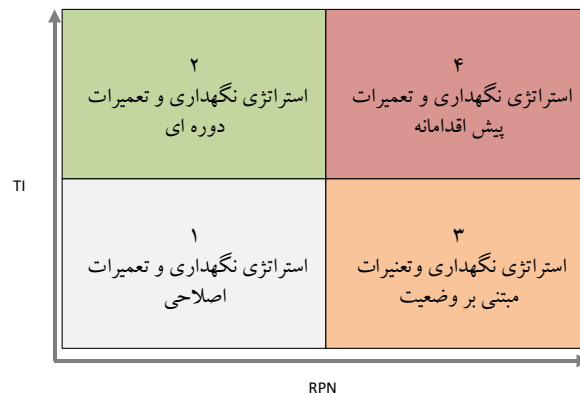 ۲
استراتژی نگهداری و تعمیرات
دوره ای
۴
استراتژی نگهداری و تعمیرات
پیش اقدامانه
TI
۱
استراتژی نگهداری و تعمیرات
اصلاحی
۳
استراتژی نگهداری وتعنیرات
مبتنی بر وضعیت
RPN